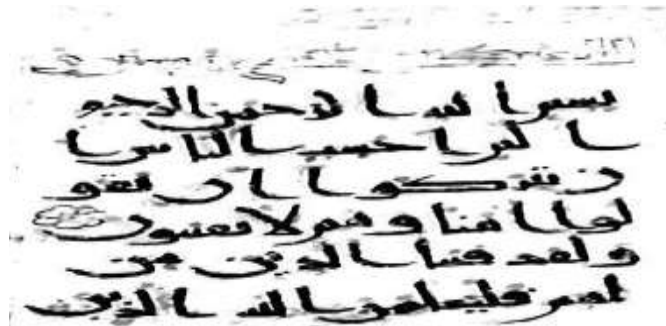 بسم الله الرحمن الرحيم
الم احسب الناس ا
ن يتركوا ان يقو
لوا امنا وهم لا يفتنون
ولقد فتنا الذين من
قبلهم فليعلمن الله الذين